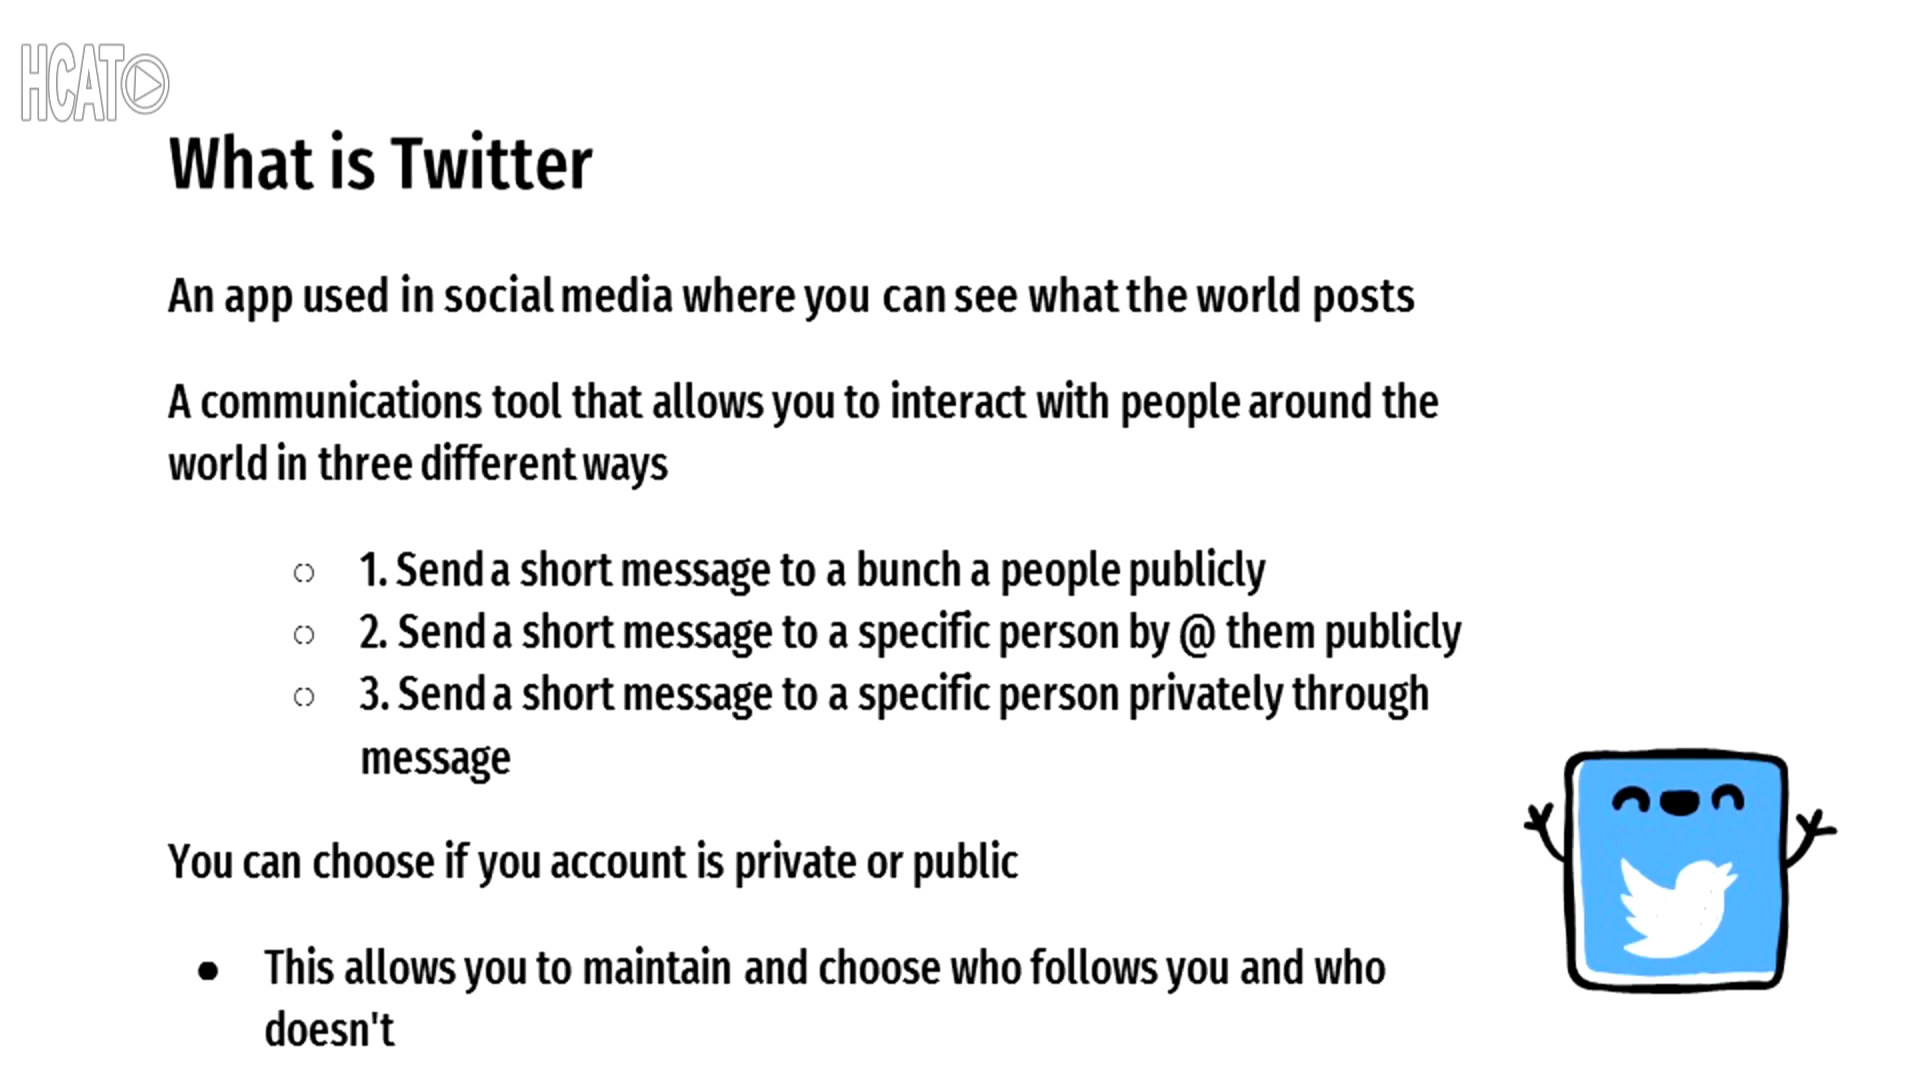 HCAT
What is Twitter
An app used in social media where you can see what the world posts
A communications tool that allows you to interact with people around the
world in three different ways
1. Send a short message to a bunch a people publicly
2. Send a short message to a specific person by @ them publicly
3. Send a short message to a specific person privately through
message
You can choose if you account is private or public
This allows you to maintain and choose who follows you and who
doesn't